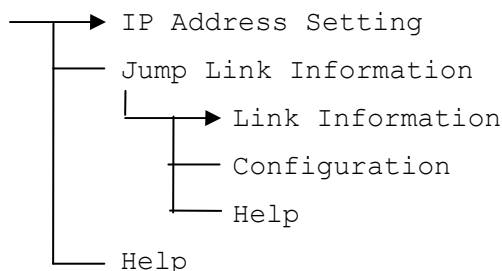 IP Address Setting
Jump Link Information
Link Information
Configuration
Help
Help